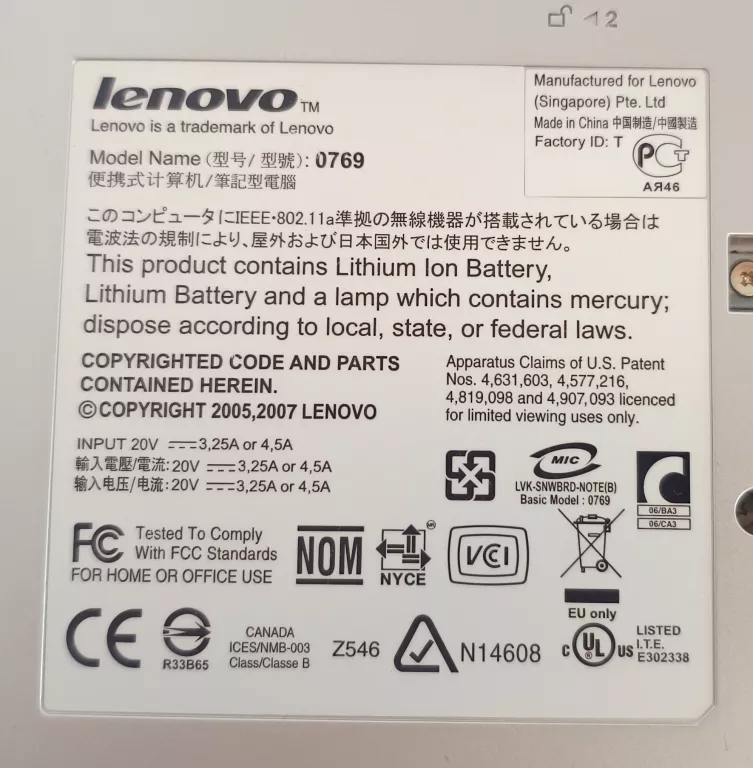 12
lenovo TM
Lenovo is a trademark of Lenovo
Manufactured for Lenovo
(Singapore) Pte. Ltd
Made in China 中国制造/中國製造
Factory ID: T
PCT
АЯ46
Model Name (型号/ 型號): 0769
便携式计算机/筆記型電腦
このコンピュータにIEEE・802.11a準拠の無線機器が搭載されている場合は
電波法の規制により、屋外および日本国外では使用できません。
This product contains Lithium Ion Battery,
Lithium Battery and a lamp which contains mercury;
dispose according to local, state, or federal laws.
COPYRIGHTED CODE AND PARTS
CONTAINED HEREIN.
©COPYRIGHT 2005,2007 LENOVO
Apparatus Claims of U.S. Patent
Nos. 4,631,603, 4,577,216,
4,819,098 and 4,907,093 licenced
for limited viewing uses only.
INPUT 20V ⎓ 3,25A or 4,5A
輸入電壓/電流: 20V ⎓ 3,25A or 4,5A
输入电压/电流: 20V ⎓ 3,25A or 4,5A
MIC
LVK-SNWBRD-NOTE(B)
Basic Model : 0769
06/BA3
06/CA3
FC Tested To Comply
With FCC Standards
FOR HOME OR OFFICE USE
NOM
NYCE
VCI
EU only
CE
R33B65
CANADA
ICES/NMB-003
Class/Classe B
Z546
N14608
c UL ® US
LISTED
I.T.E.
E302338